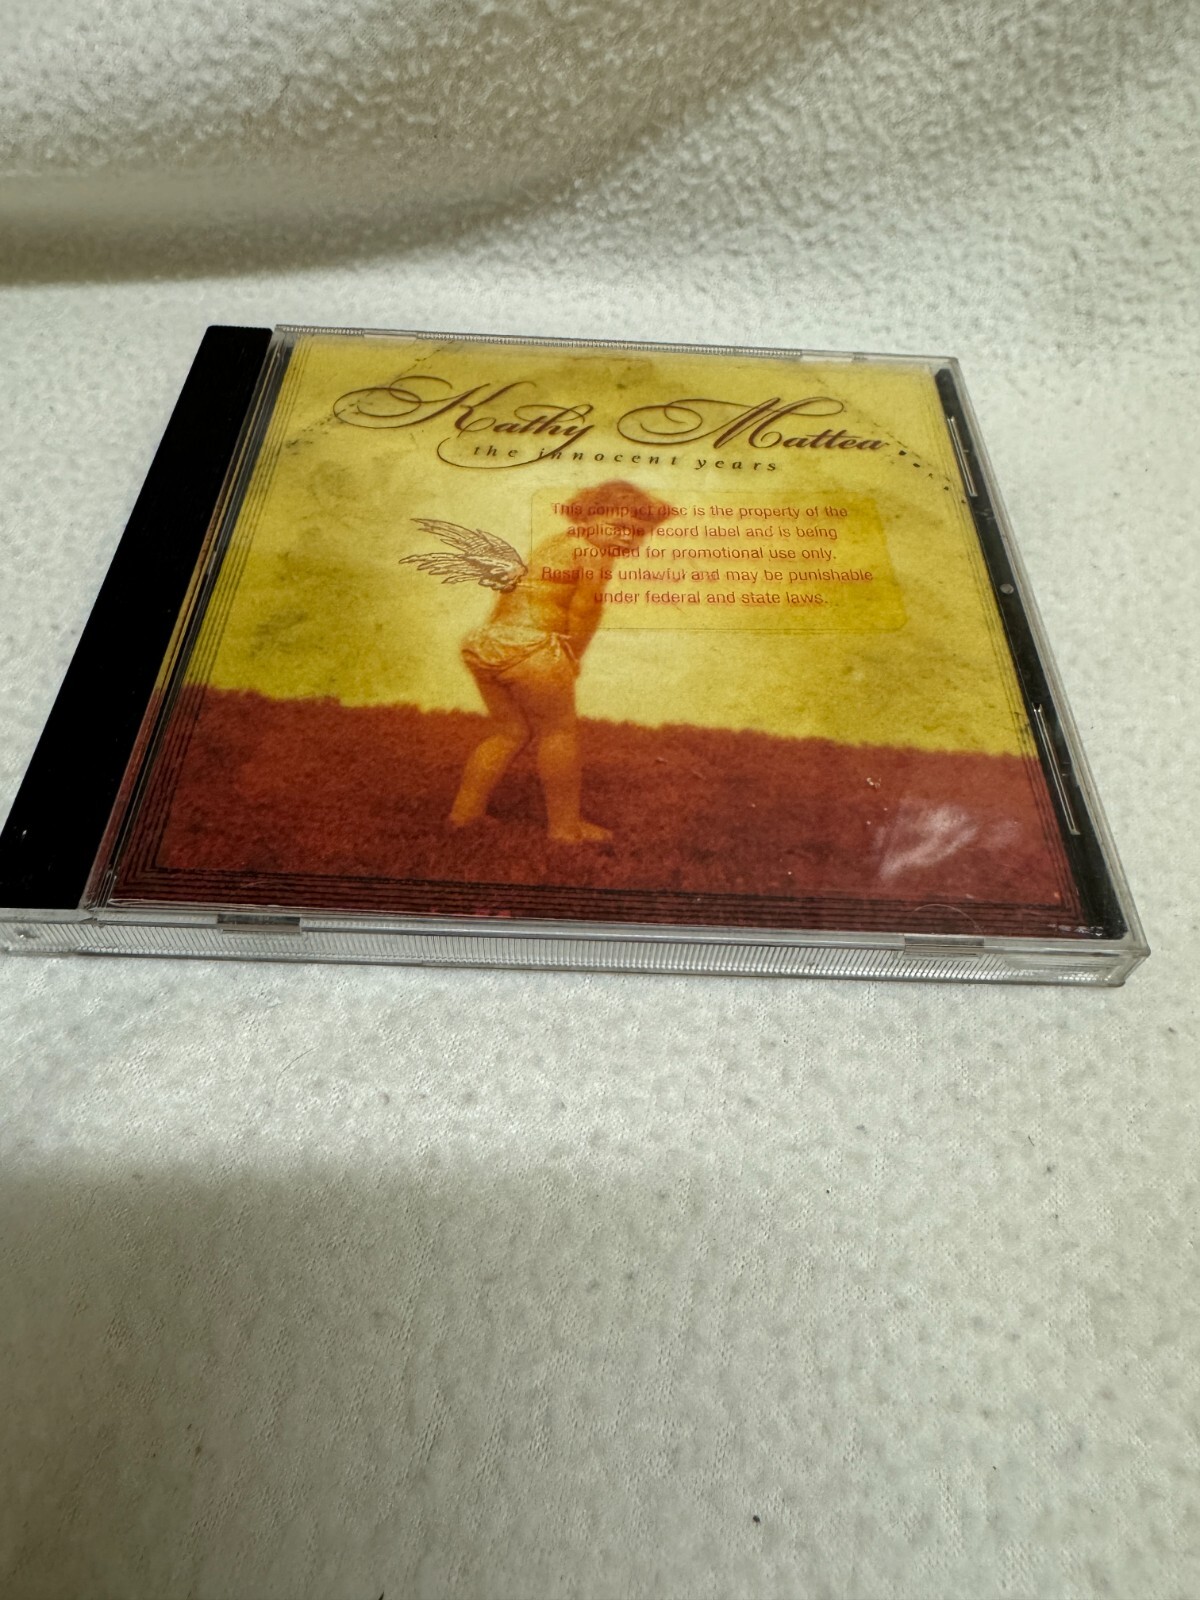 Kathy Mattea
the innocent years
This compact disc is the property of the
applicable record label and is being
provided for promotional use only.
Resale is unlawful and may be punishable
under federal and state laws.